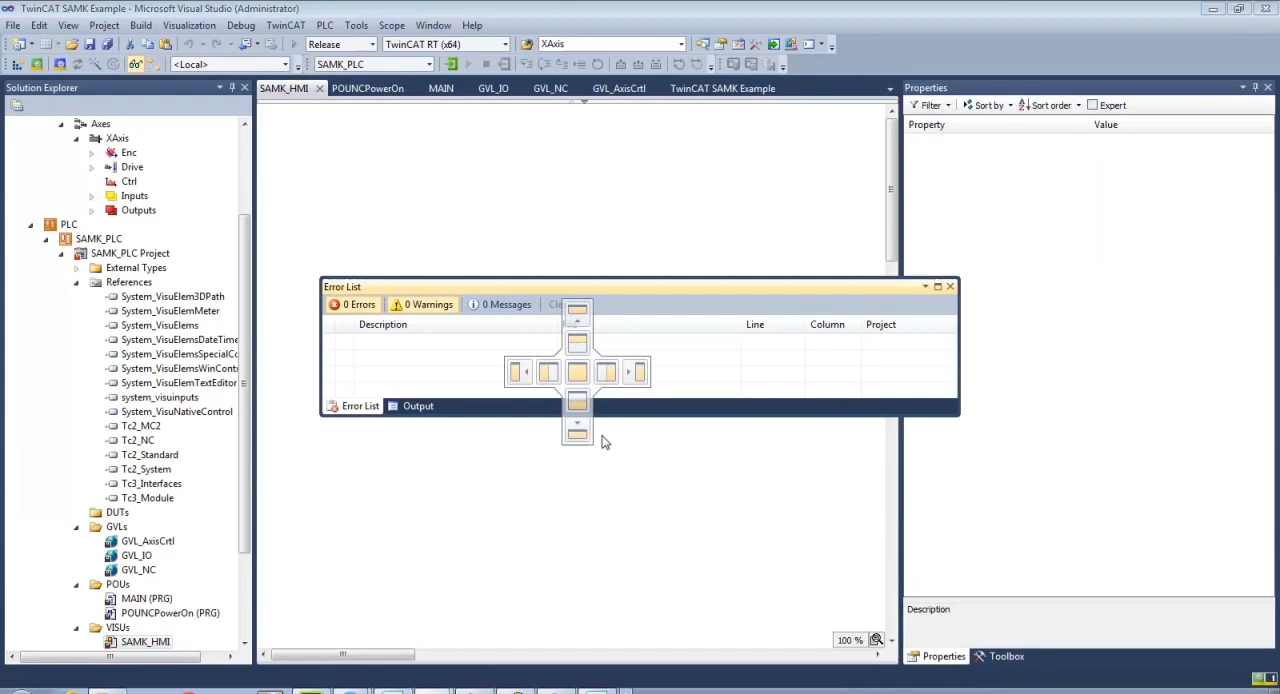 TwinCAT SAMK Example - Microsoft Visual Studio (Administrator)
File Edit View Project Build Visualization Debug TwinCAT PLC Tools Scope Window Help
Release TwinCAT RT (x64) XAxis
<Local> SAMK_PLC
Solution Explorer
SAMK_HMI POUNCPowerOn MAIN GVL_IO GVL_NC GVL_AxisCrtl TwinCAT SAMK Example
Properties
Filter Sort by Sort order Expert
Property Value
Axes
XAxis
Enc
Drive
Ctrl
Inputs
Outputs
PLC
SAMK_PLC
SAMK_PLC Project
External Types
References
System_VisuElem3DPath
System_VisuElemMeter
System_VisuElems
System_VisuElemsDateTime
System_VisuElemsSpecialCo
System_VisuElemsWinContro
System_VisuElemTextEditor
system_visuinputs
System_VisuNativeControl
Tc2_MC2
Tc2_NC
Tc2_Standard
Tc2_System
Tc3_Interfaces
Tc3_Module
DUTs
GVLs
GVL_AxisCrtl
GVL_IO
GVL_NC
POUs
MAIN (PRG)
POUNCPowerOn (PRG)
VISUs
SAMK_HMI
Error List
0 Errors 0 Warnings 0 Messages
Description Line Column Project
Error List Output
100 %
Description
Properties Toolbox
1